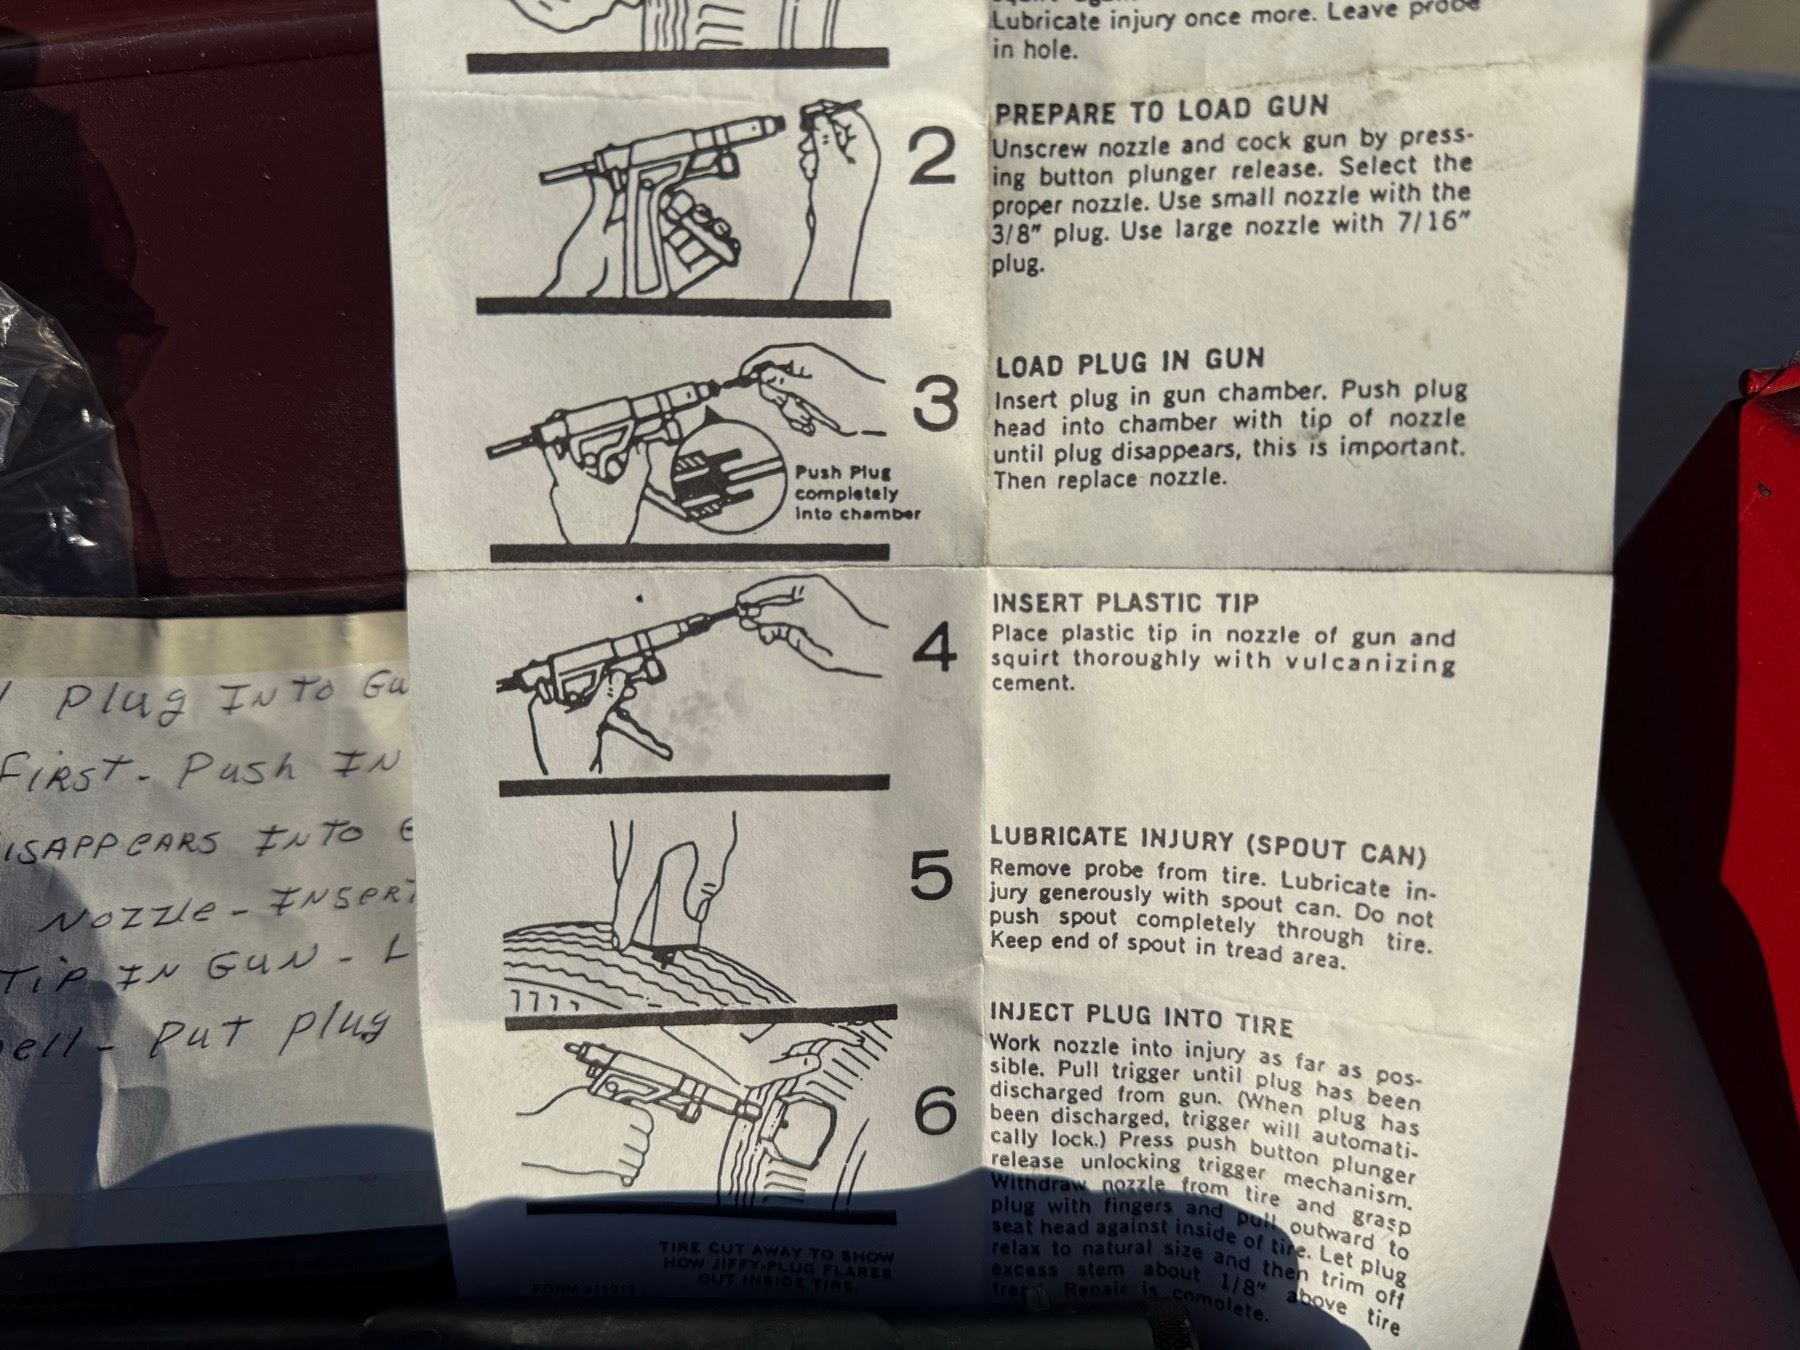 Lubricate injury once more. Leave probe
in hole.
2
PREPARE TO LOAD GUN
Unscrew nozzle and cock gun by press-
ing button plunger release. Select the
proper nozzle. Use small nozzle with the
3/8" plug. Use large nozzle with 7/16"
plug.
3
LOAD PLUG IN GUN
Insert plug in gun chamber. Push plug
head into chamber with tip of nozzle
until plug disappears, this is important.
Then replace nozzle.
Push Plug
completely
into chamber
4
INSERT PLASTIC TIP
Place plastic tip in nozzle of gun and
squirt thoroughly with vulcanizing
cement.
5
LUBRICATE INJURY (SPOUT CAN)
Remove probe from tire. Lubricate in-
jury generously with spout can. Do not
push spout completely through tire.
Keep end of spout in tread area.
6
INJECT PLUG INTO TIRE
Work nozzle into injury as far as pos-
sible. Pull trigger until plug has been
discharged from gun. (When plug has
been discharged, trigger will automati-
cally lock.) Press push button plunger
release unlocking trigger mechanism.
Withdraw nozzle from tire and grasp
plug with fingers and pull outward to
seat head against inside of tire. Let plug
relax to natural size and then trim off
excess stem about 1/8" above tire
tread. Repair is complete.
TIRE CUT AWAY TO SHOW
HOW JIFFY-PLUG FLARES
OUT INSIDE TIRE.
FORM #11213
Plug INTO Gu
First - Push IN
ISAPPEARS INTO
Nozzle - INSERT
TIP IN GUN - L
ell - Put plug